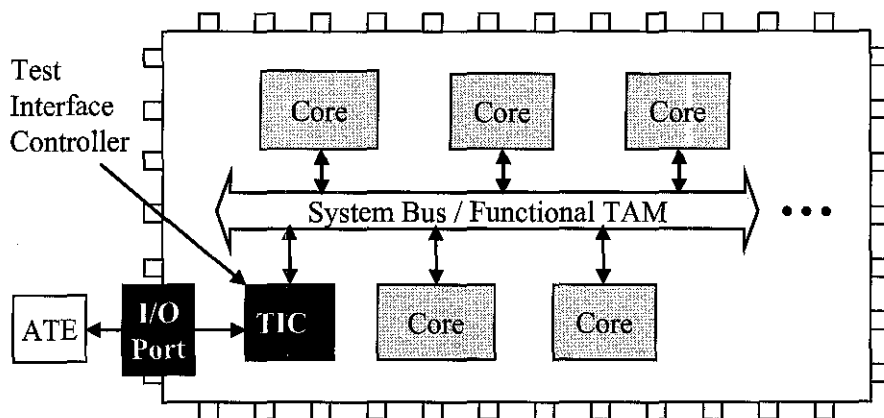 Test
Interface
Controller
Core
Core
Core
System Bus / Functional TAM
ATE
I/O
Port
TIC
Core
Core